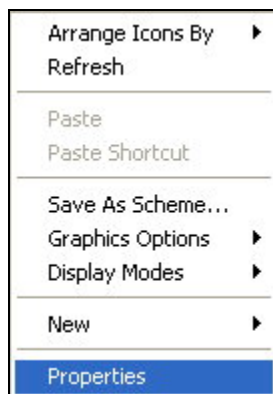 Arrange Icons By
Refresh
Paste
Paste Shortcut
Save As Scheme...
Graphics Options
Display Modes
New
Properties